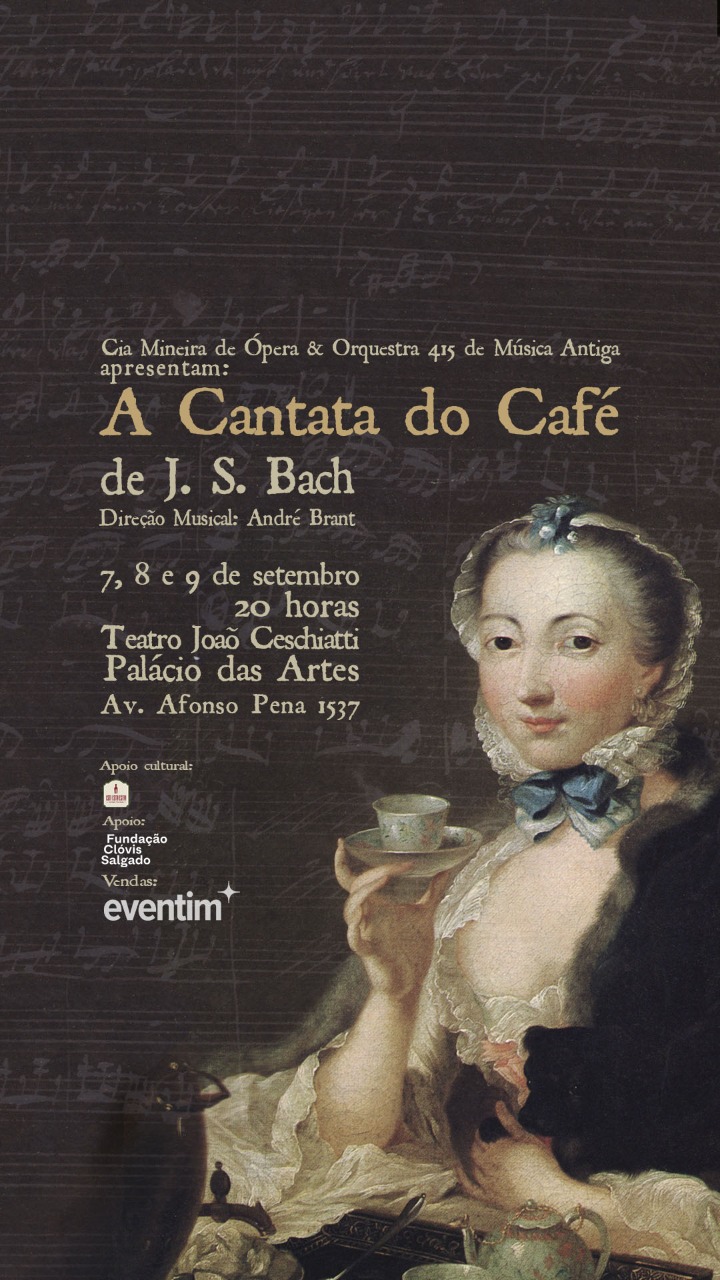 Cia Mineira de Ópera & Orquestra 415 de Música Antiga
apresentam:
A Cantata do Café
de J. S. Bach
Direção Musical: André Brant
7, 8 e 9 de setembro
20 horas
Teatro Joaõ Ceschiatti
Palácio das Artes
Av. Afonso Pena 1537
Apoio cultural:
Apoio:
Fundação
Clóvis
Salgado
Vendas:
eventim